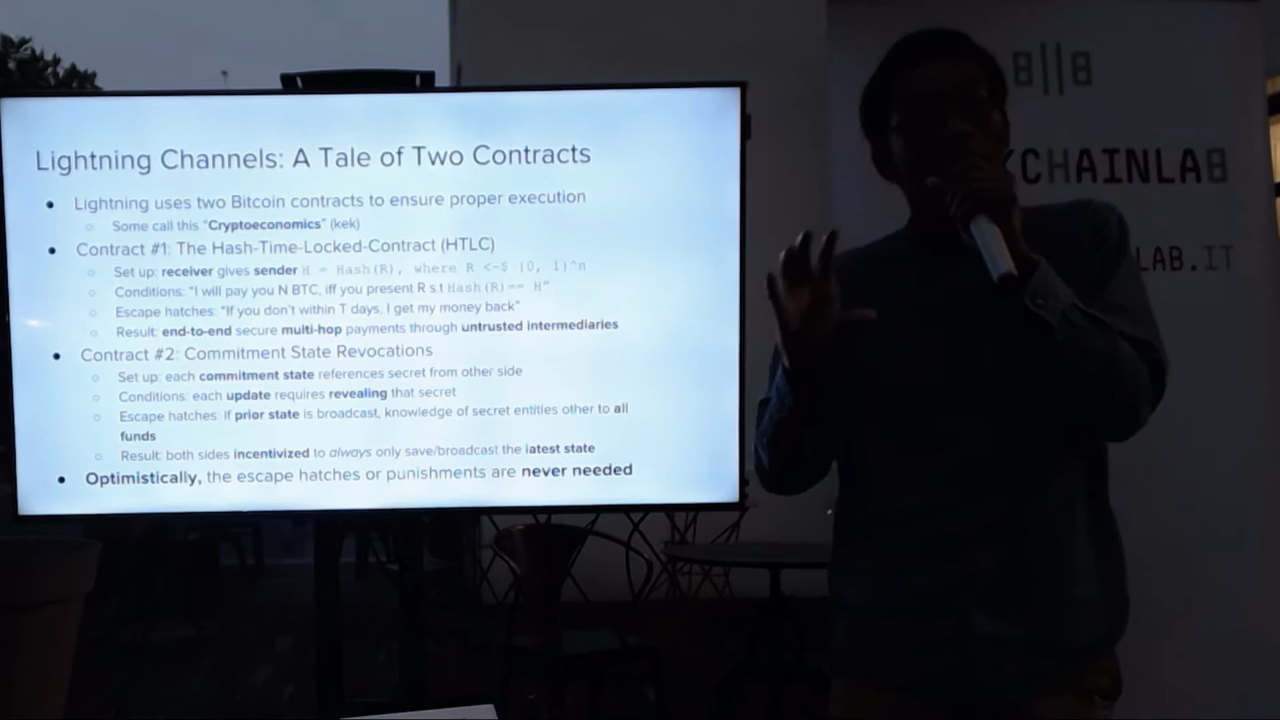 Lightning Channels: A Tale of Two Contracts
Lightning uses two Bitcoin contracts to ensure proper execution
Some call this "Cryptoeconomics" (kek)
Contract #1: The Hash-Time-Locked-Contract (HTLC)
Set up: receiver gives sender H = Hash(R), where R <-$ {0, 1}^n
Conditions: "I will pay you N BTC, iff you present R s.t Hash(R)== H"
Escape hatches: "If you don't within T days, I get my money back"
Result: end-to-end secure multi-hop payments through untrusted intermediaries
Contract #2: Commitment State Revocations
Set up: each commitment state references secret from other side
Conditions: each update requires revealing that secret
Escape hatches: if prior state is broadcast, knowledge of secret entities other to all
funds
Result: both sides incentivized to always only save/broadcast the latest state
Optimistically, the escape hatches or punishments are never needed
8||8
KCHAINLAB
LAB.IT